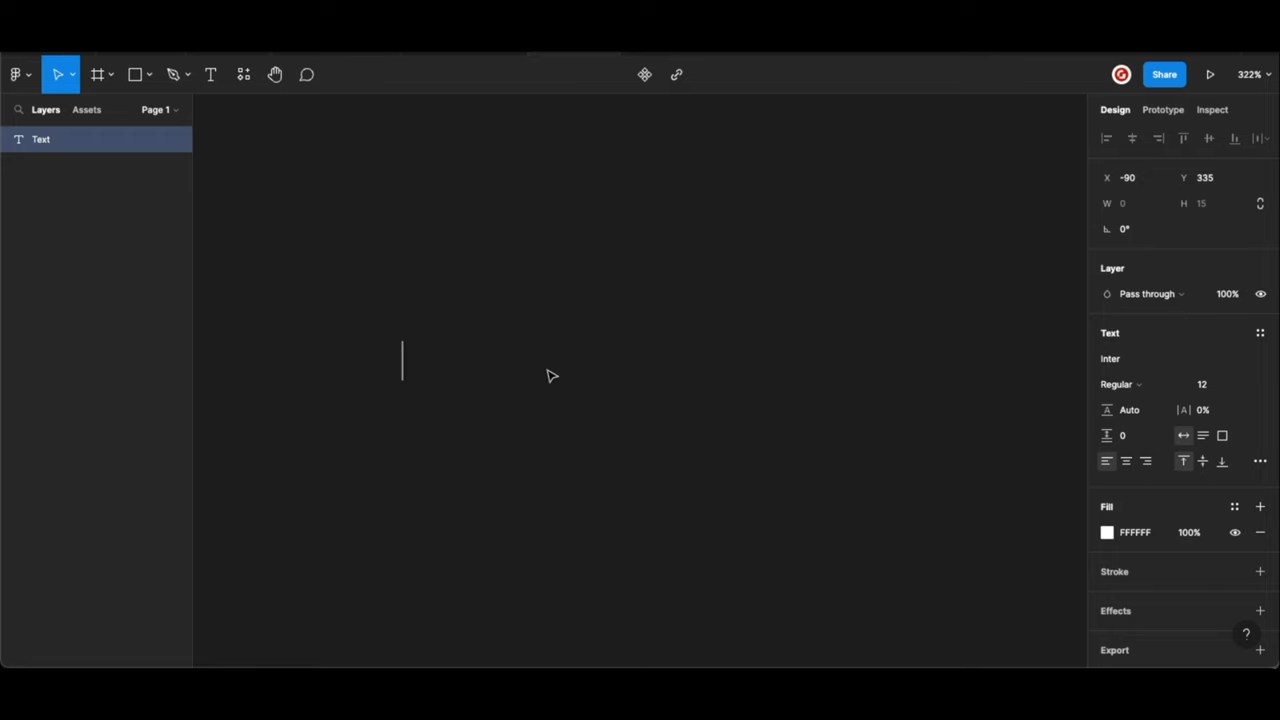 Share
322%
Layers
Assets
Page 1
Design
Prototype
Inspect
Text
X -90
Y 335
W 0
H 15
0°
Layer
Pass through
100%
Text
Inter
Regular
12
Auto
|A| 0%
0
Fill
FFFFFF
100%
Stroke
Effects
?
Export